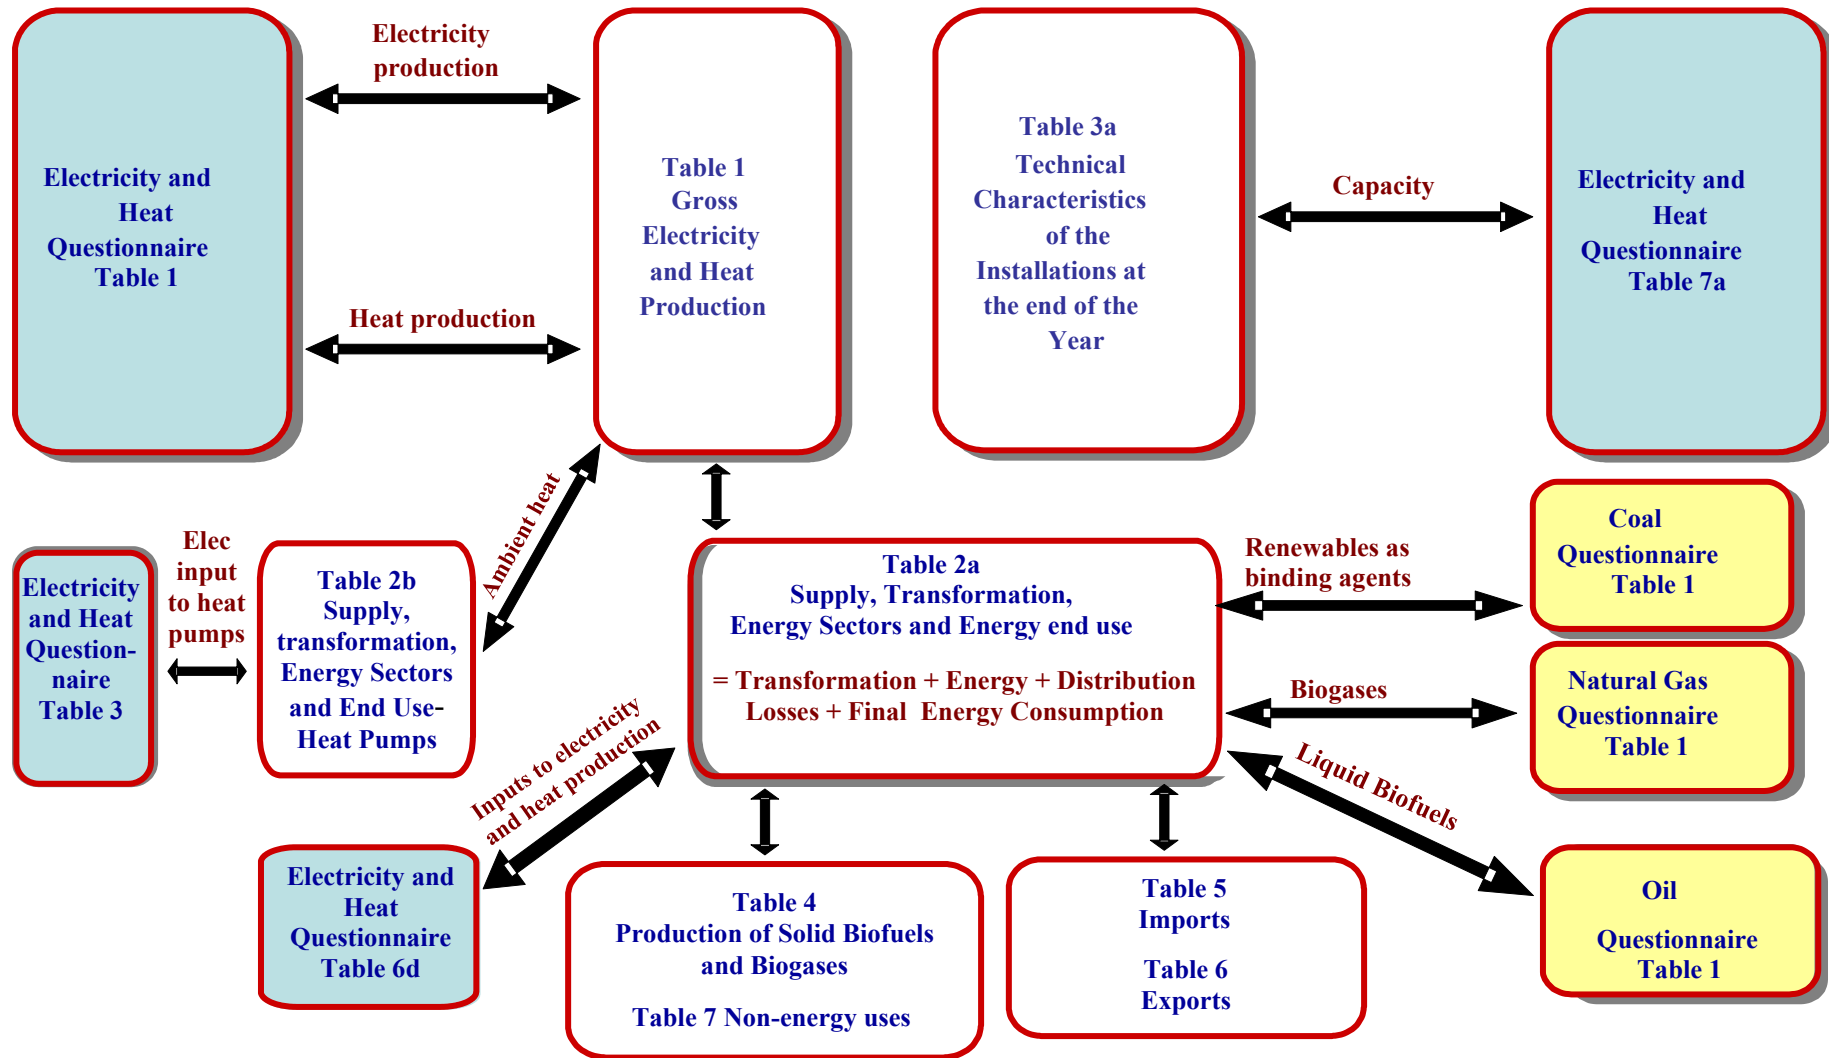 Electricity
production
Electricity and
Heat
Questionnaire
Table 1
Heat production
Table 1
Gross
Electricity
and Heat
Production
Table 3a
Technical
Characteristics
of the
Installations at
the end of the
Year
Capacity
Electricity and
Heat
Questionnaire
Table 7a
Ambient heat
Elec
input
to heat
pumps
Electricity
and Heat
Question-
naire
Table 3
Table 2b
Supply,
transformation,
Energy Sectors
and End Use-
Heat Pumps
Table 2a
Supply, Transformation,
Energy Sectors and Energy end use
= Transformation + Energy + Distribution
Losses + Final Energy Consumption
Renewables as
binding agents
Coal
Questionnaire
Table 1
Biogases
Natural Gas
Questionnaire
Table 1
Liquid Biofuels
Oil
Questionnaire
Table 1
Inputs to electricity
and heat production
Electricity and
Heat
Questionnaire
Table 6d
Table 4
Production of Solid Biofuels
and Biogases
Table 7 Non-energy uses
Table 5
Imports
Table 6
Exports